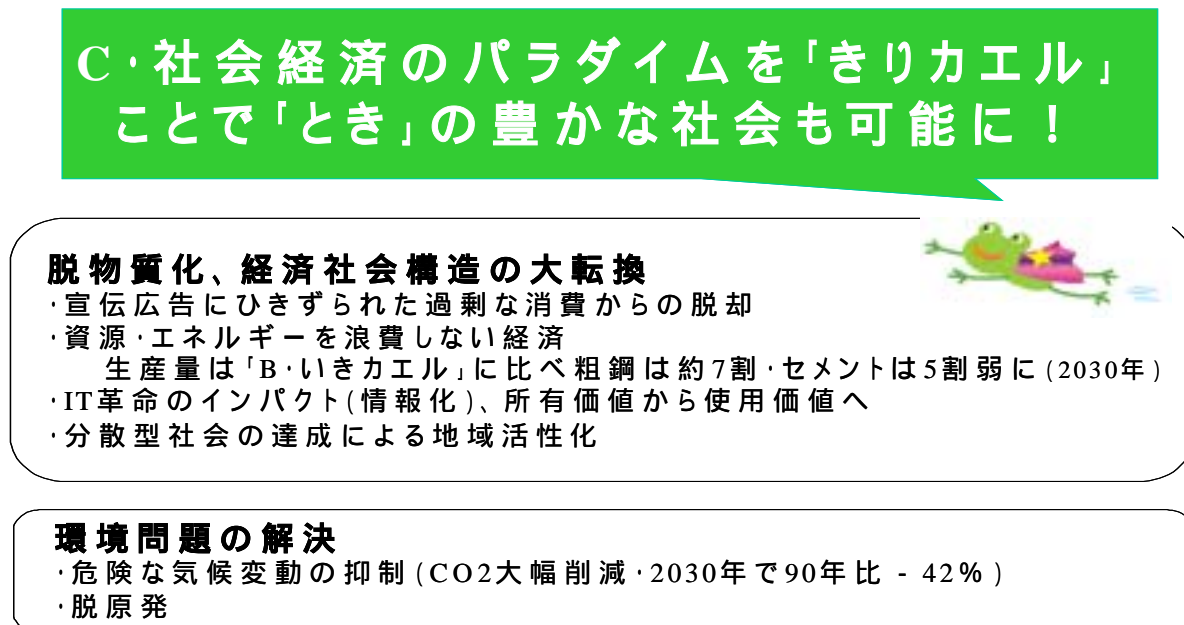 C・社会経済のパラダイムを「きりカエル」
ことで「とき」の豊かな社会も可能に！
脱物質化、経済社会構造の大転換
・宣伝広告にひきずられた過剰な消費からの脱却
・資源・エネルギーを浪費しない経済
生産量は「B・いきカエル」に比べ粗鋼は約7割・セメントは5割弱に(2030年)
・IT革命のインパクト(情報化)、所有価値から使用価値へ
・分散型社会の達成による地域活性化
環境問題の解決
・危険な気候変動の抑制(CO2大幅削減・2030年で90年比 - 42%)
・脱原発